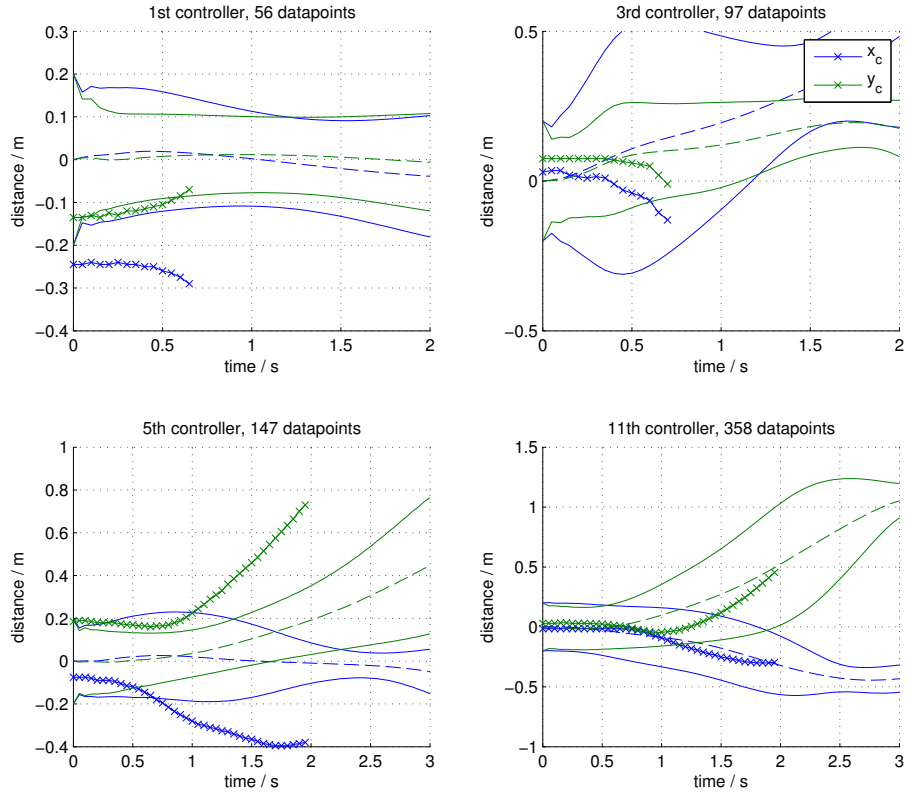 1st controller, 56 datapoints
0.3
0.2
0.1
0
−0.1
−0.2
−0.3
−0.4
distance / m
0 0.5 1 1.5 2
time / s
3rd controller, 97 datapoints
0.5
0
−0.5
distance / m
x_c
y_c
0 0.5 1 1.5 2
time / s
5th controller, 147 datapoints
1
0.8
0.6
0.4
0.2
0
−0.2
−0.4
distance / m
0 0.5 1 1.5 2 2.5 3
time / s
11th controller, 358 datapoints
1.5
1
0.5
0
−0.5
−1
distance / m
0 0.5 1 1.5 2 2.5 3
time / s